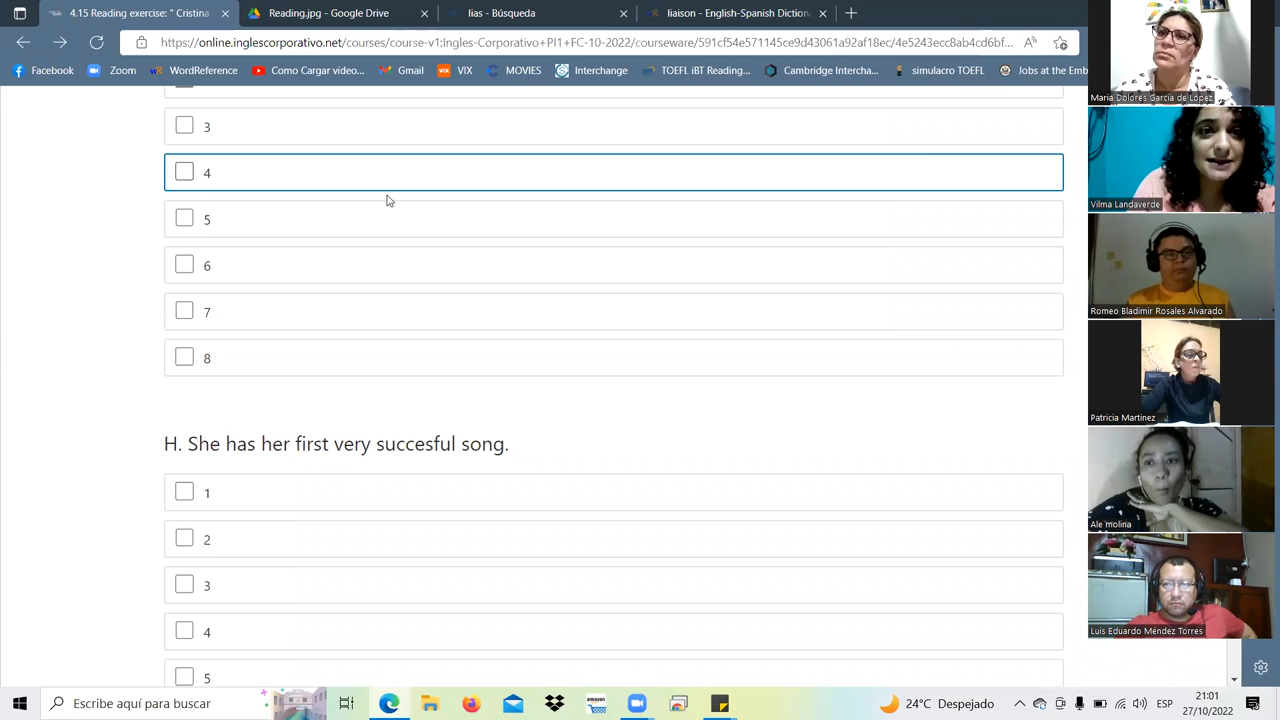 4.15 Reading exercise: " Cristina
Reading.jpg - Google Drive
liaison - English-Spanish Diction
https://online.inglescorporativo.net/courses/course-v1:Ingles-Corporativo+PI1+FC-10-2022/courseware/591cf54e571145ce9d43061a92af18ec/4e5243ecc8ab4cd6bf...
Facebook
Zoom
WordReference
Como Cargar video...
Gmail
VIX
MOVIES
Interchange
TOEFL iBT Reading...
Cambridge Intercha...
simulacro TOEFL
Jobs at the Emb
3
4
5
6
7
8
H. She has her first very succesful song.
1
2
3
4
5
Maria Dolores García de López
Vilma Landaverde
Romeo Bladimir Rosales Alvarado
Patricia Martinez
Ale molina
Luis Eduardo Méndez Torres
Escribe aquí para buscar
24°C Despejado
ESP
21:01
27/10/2022